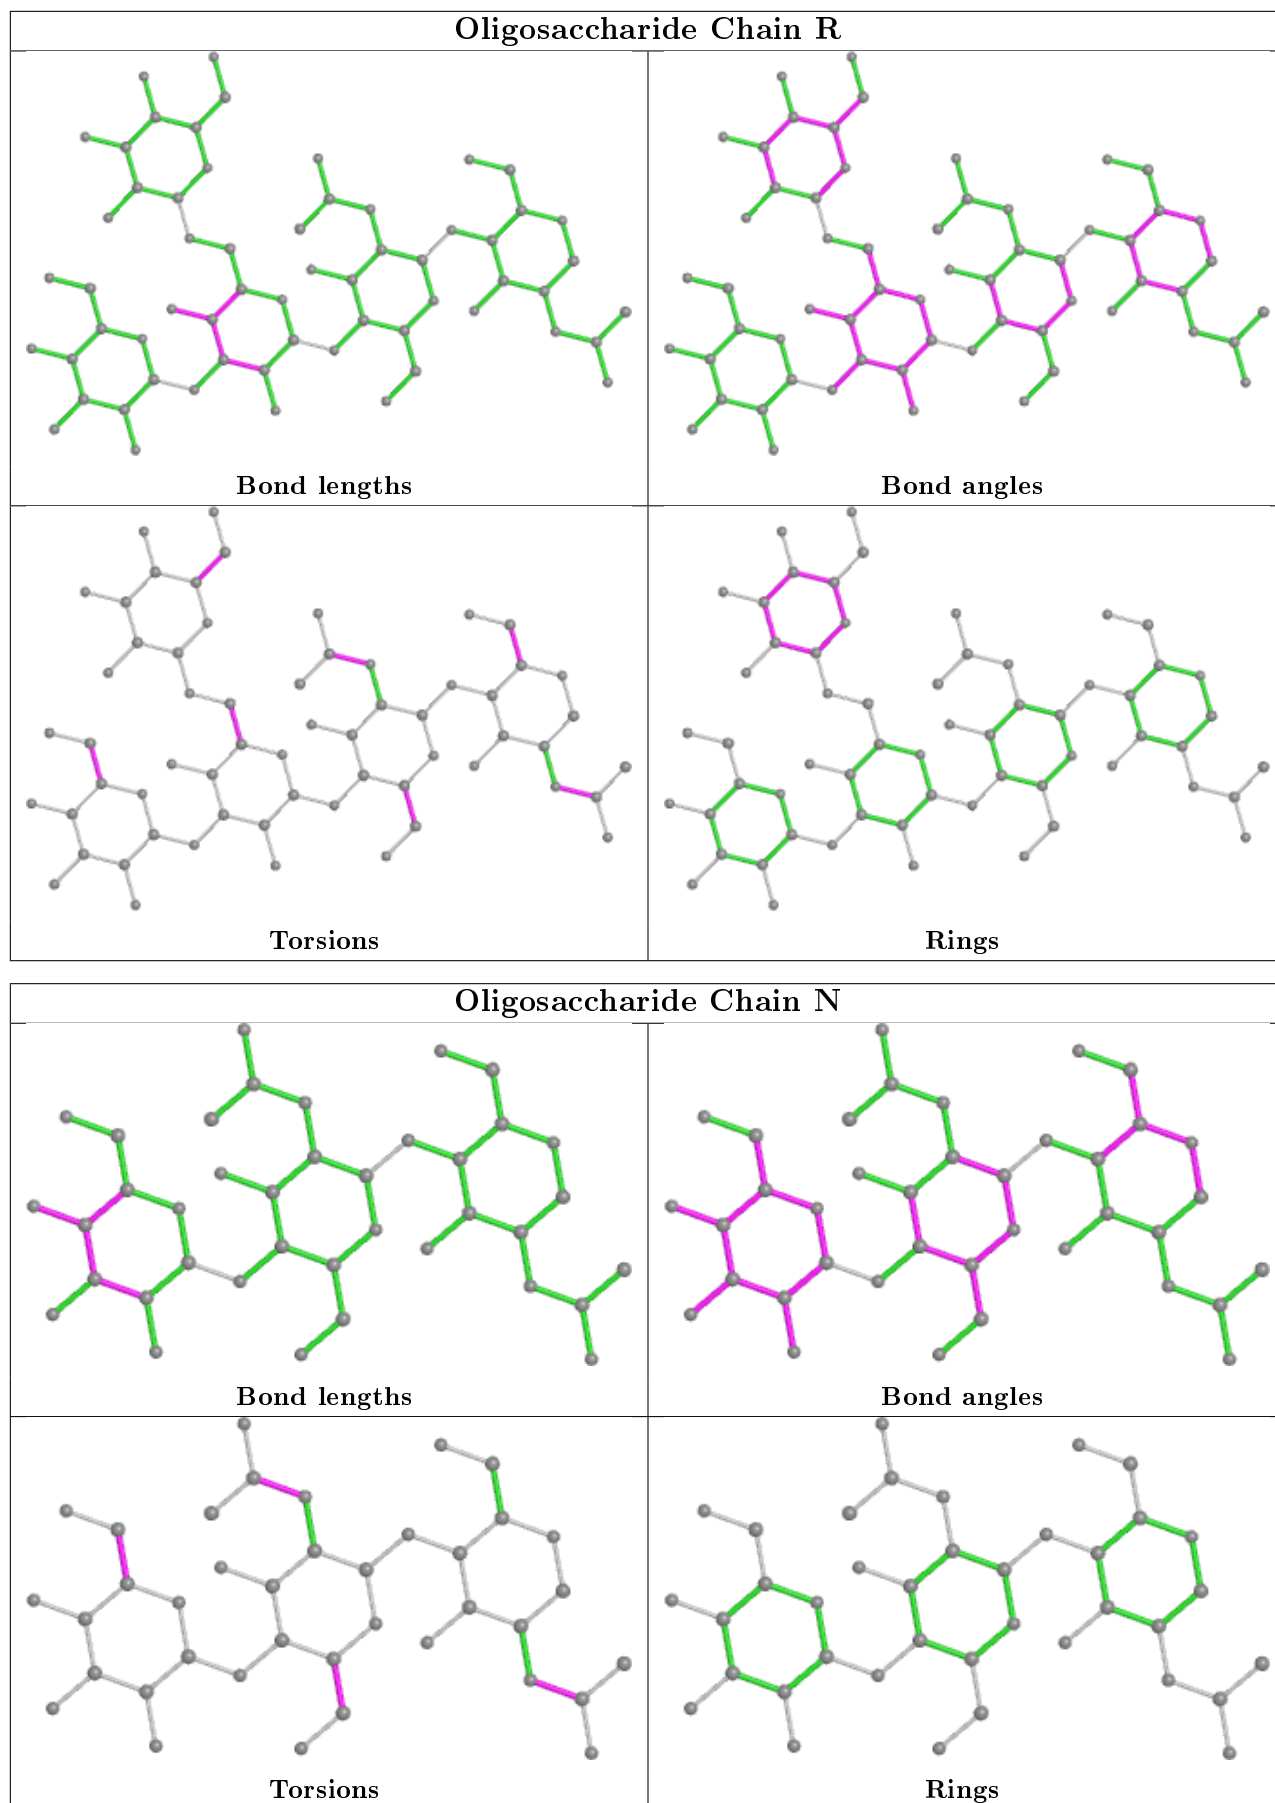 Oligosaccharide Chain R
Bond lengths
Bond angles
Torsions
Rings
Oligosaccharide Chain N
Bond lengths
Bond angles
Torsions
Rings